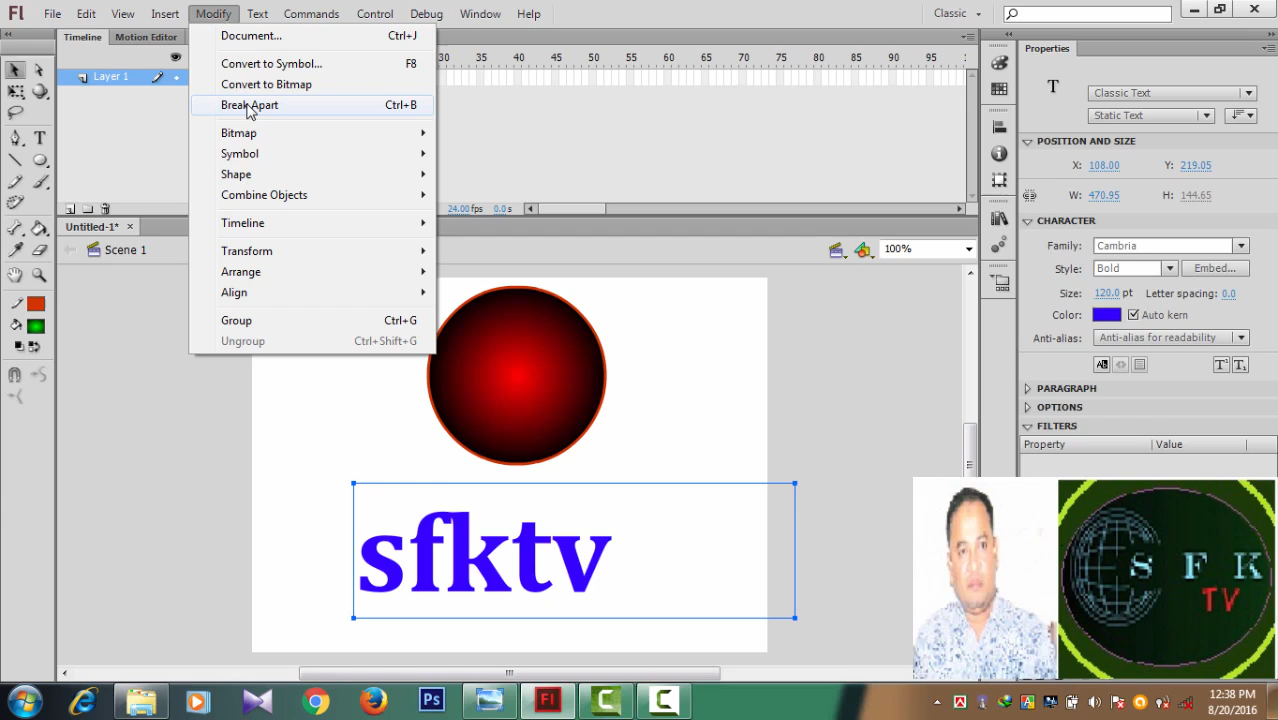 Fl File Edit View Insert Modify Text Commands Control Debug Window Help Classic
Timeline Motion Editor
30 35 40 45 50 55 60 65 70 75 80 85 90 95
Layer 1
Document... Ctrl+J
Convert to Symbol... F8
Convert to Bitmap
Break Apart Ctrl+B
Bitmap
Symbol
Shape
Combine Objects
Timeline
Transform
Arrange
Align
Group Ctrl+G
Ungroup Ctrl+Shift+G
24.00 fps 0.0 s
Untitled-1*
Scene 1
100%
sfktv
Properties
T
Classic Text
Static Text
POSITION AND SIZE
X: 108.00 Y: 219.05
W: 470.95 H: 144.65
CHARACTER
Family: Cambria
Style: Bold Embed...
Size: 120.0 pt Letter spacing: 0.0
Color: Auto kern
Anti-alias: Anti-alias for readability
PARAGRAPH
OPTIONS
FILTERS
Property Value
S F K
TV
Ps Fl
12:38 PM
8/20/2016